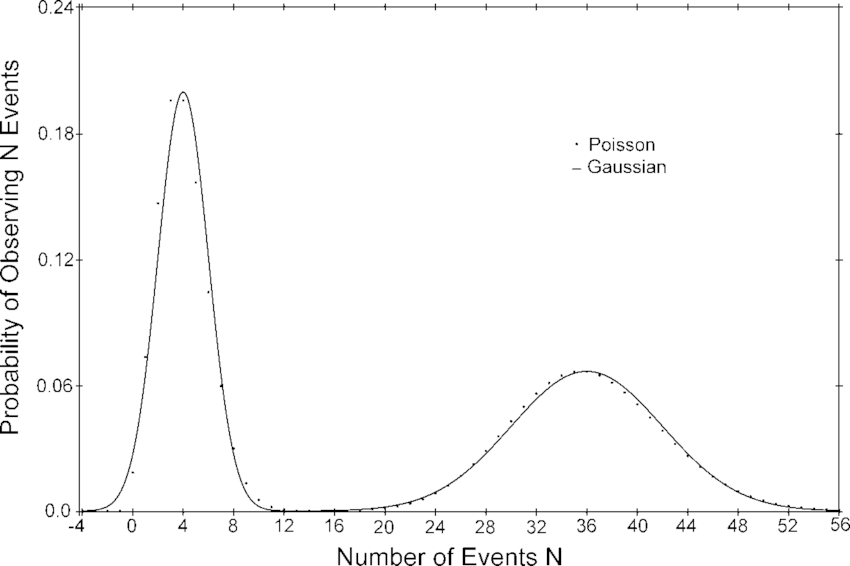 0.24
0.18
0.12
0.06
0.0
Probability of Observing N Events
· Poisson
– Gaussian
-4 0 4 8 12 16 20 24 28 32 36 40 44 48 52 56
Number of Events N